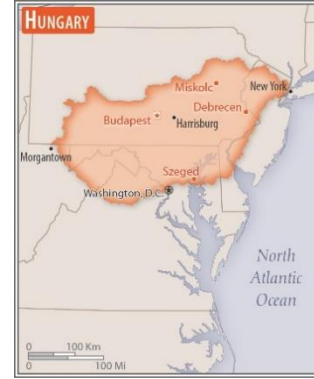 HUNGARY
Miskolc
New York
Debrecen
Budapest
Harrisburg
Morgantown
Szeged
Washington, D.C.
North
Atlantic
Ocean
0 100 Km
0 100 Mi